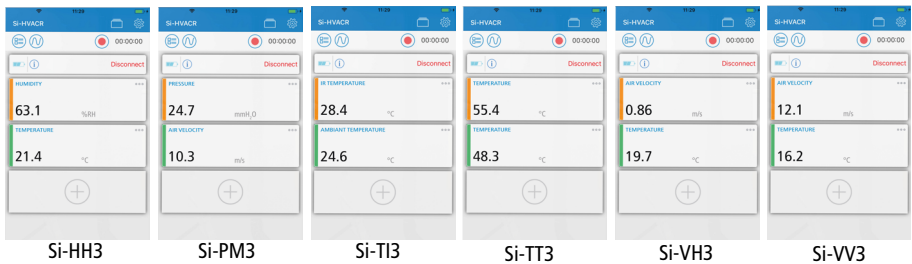 11:29
Si-HVACR
00:00:00
Disconnect
HUMIDITY
63.1 %RH
TEMPERATURE
21.4 °C
Si-HH3
11:29
Si-HVACR
00:00:00
Disconnect
PRESSURE
24.7 mmH₂O
AIR VELOCITY
10.3 m/s
Si-PM3
11:29
Si-HVACR
00:00:00
Disconnect
IR TEMPERATURE
28.4 °C
AMBIANT TEMPERATURE
24.6 °C
Si-TI3
11:29
Si-HVACR
00:00:00
Disconnect
TEMPERATURE
55.4 °C
TEMPERATURE
48.3 °C
Si-TT3
11:29
Si-HVACR
00:00:00
Disconnect
AIR VELOCITY
0.86 m/s
TEMPERATURE
19.7 °C
Si-VH3
11:29
Si-HVACR
00:00:00
Disconnect
AIR VELOCITY
12.1 m/s
TEMPERATURE
16.2 °C
Si-VV3